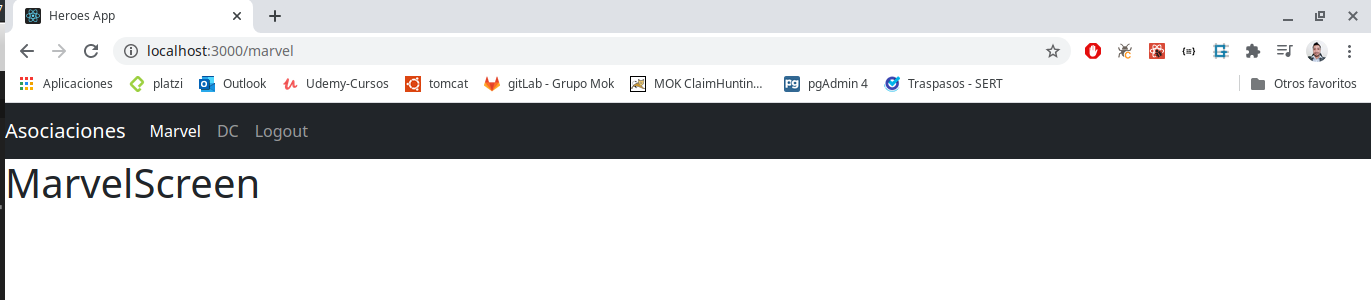 Heroes App
localhost:3000/marvel
Aplicaciones platzi Outlook Udemy-Cursos tomcat gitLab - Grupo Mok MOK ClaimHuntin... pgAdmin 4 Traspasos - SERT Otros favoritos
Asociaciones Marvel DC Logout
MarvelScreen